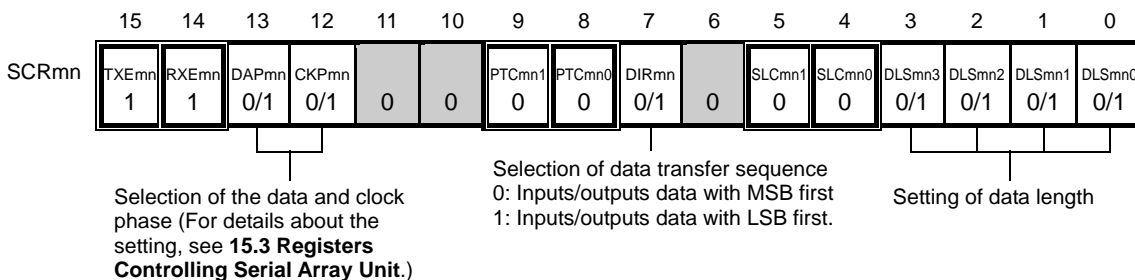 15 14 13 12 11 10 9 8 7 6 5 4 3 2 1 0
SCRmn TXEmn RXEmn DAPmn CKPmn PTCmn1 PTCmn0 DIRmn SLCmn1 SLCmn0 DLSmn3 DLSmn2 DLSmn1 DLSmn0
1 1 0/1 0/1 0 0 0 0 0/1 0 0 0 0/1 0/1 0/1 0/1
Selection of the data and clock
phase (For details about the
setting, see 15.3 Registers
Controlling Serial Array Unit.)
Selection of data transfer sequence
0: Inputs/outputs data with MSB first
1: Inputs/outputs data with LSB first.
Setting of data length